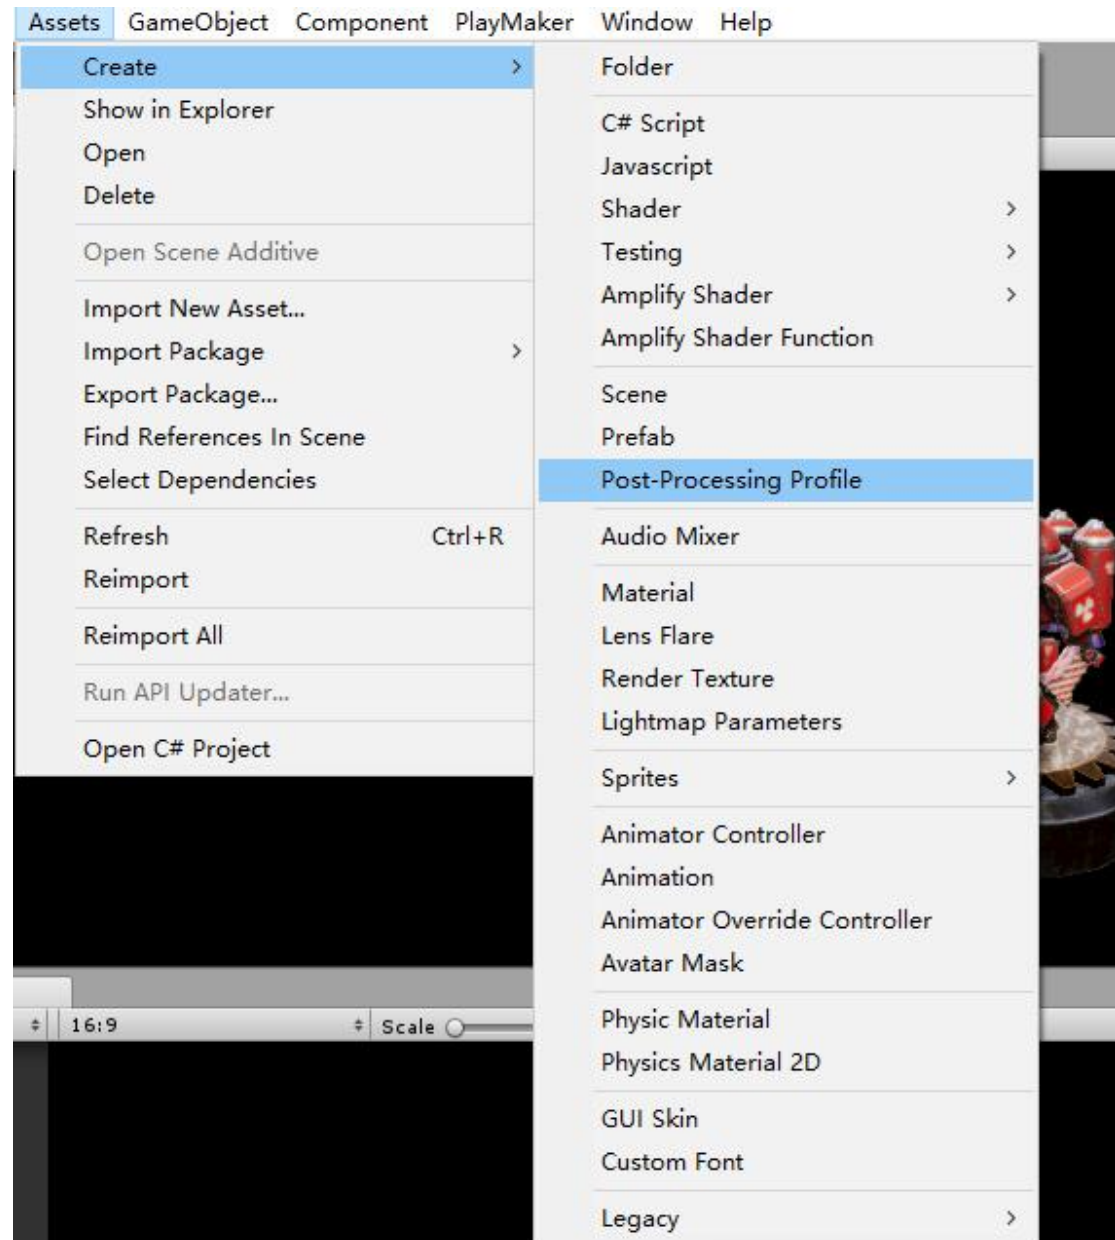 Assets GameObject Component PlayMaker Window Help
Create
Show in Explorer
Open
Delete
Open Scene Additive
Import New Asset...
Import Package
Export Package...
Find References In Scene
Select Dependencies
Refresh Ctrl+R
Reimport
Reimport All
Run API Updater...
Open C# Project
Folder
C# Script
Javascript
Shader
Testing
Amplify Shader
Amplify Shader Function
Scene
Prefab
Post-Processing Profile
Audio Mixer
Material
Lens Flare
Render Texture
Lightmap Parameters
Sprites
Animator Controller
Animation
Animator Override Controller
Avatar Mask
Physic Material
Physics Material 2D
GUI Skin
Custom Font
Legacy
16:9 Scale